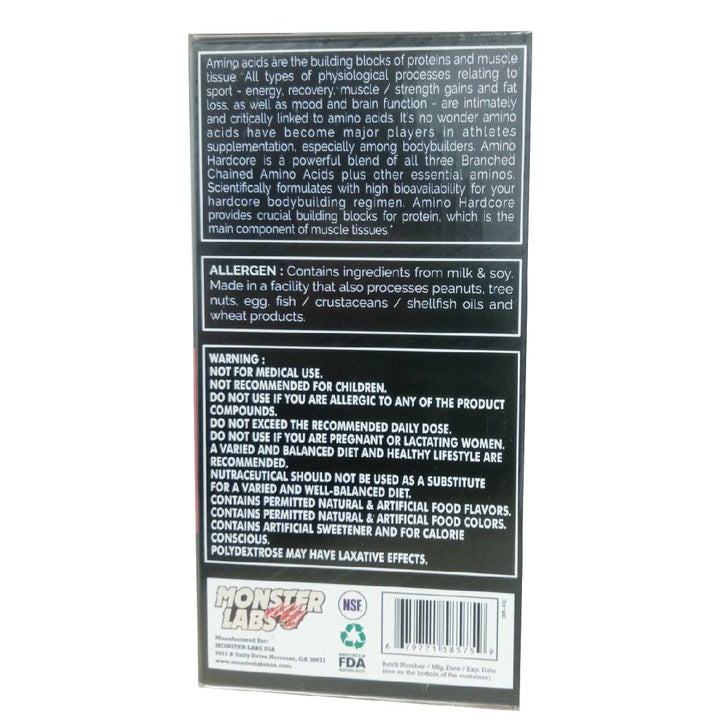 Amino acids are the building blocks of proteins and muscle
tissue. All types of physiological processes relating to
sport - energy, recovery, muscle / strength gains and fat
loss, as well as mood and brain function - are intimately
and critically linked to amino acids. It's no wonder amino
acids have become major players in athletes
supplementation, especially among bodybuilders. Amino
Hardcore is a powerful blend of all three Branched
Chained Amino Acids plus other essential aminos.
Scientifically formulates with high bioavailability for your
hardcore bodybuilding regimen. Amino Hardcore
provides crucial building blocks for protein, which is the
main component of muscle tissues.*
ALLERGEN : Contains ingredients from milk & soy.
Made in a facility that also processes peanuts, tree
nuts, egg, fish / crustaceans / shellfish oils and
wheat products.
WARNING :
NOT FOR MEDICAL USE.
NOT RECOMMENDED FOR CHILDREN.
DO NOT USE IF YOU ARE ALLERGIC TO ANY OF THE PRODUCT
COMPOUNDS.
DO NOT EXCEED THE RECOMMENDED DAILY DOSE.
DO NOT USE IF YOU ARE PREGNANT OR LACTATING WOMEN.
A VARIED AND BALANCED DIET AND HEALTHY LIFESTYLE ARE
RECOMMENDED.
NUTRACEUTICAL SHOULD NOT BE USED AS A SUBSTITUTE
FOR A VARIED AND WELL-BALANCED DIET.
CONTAINS PERMITTED NATURAL & ARTIFICIAL FOOD FLAVORS.
CONTAINS PERMITTED NATURAL & ARTIFICIAL FOOD COLORS.
CONTAINS ARTIFICIAL SWEETENER AND FOR CALORIE
CONSCIOUS.
POLYDEXTROSE MAY HAVE LAXATIVE EFFECTS.
MONSTER
LABS
Manufactured For:
MONSTER LABS USA
Unity Drive Norcross, GA 30071
NSF
FDA
6 79771 58575 9
Batch Number / Mfg. Date / Exp. Date
(see on the bottom of the container)